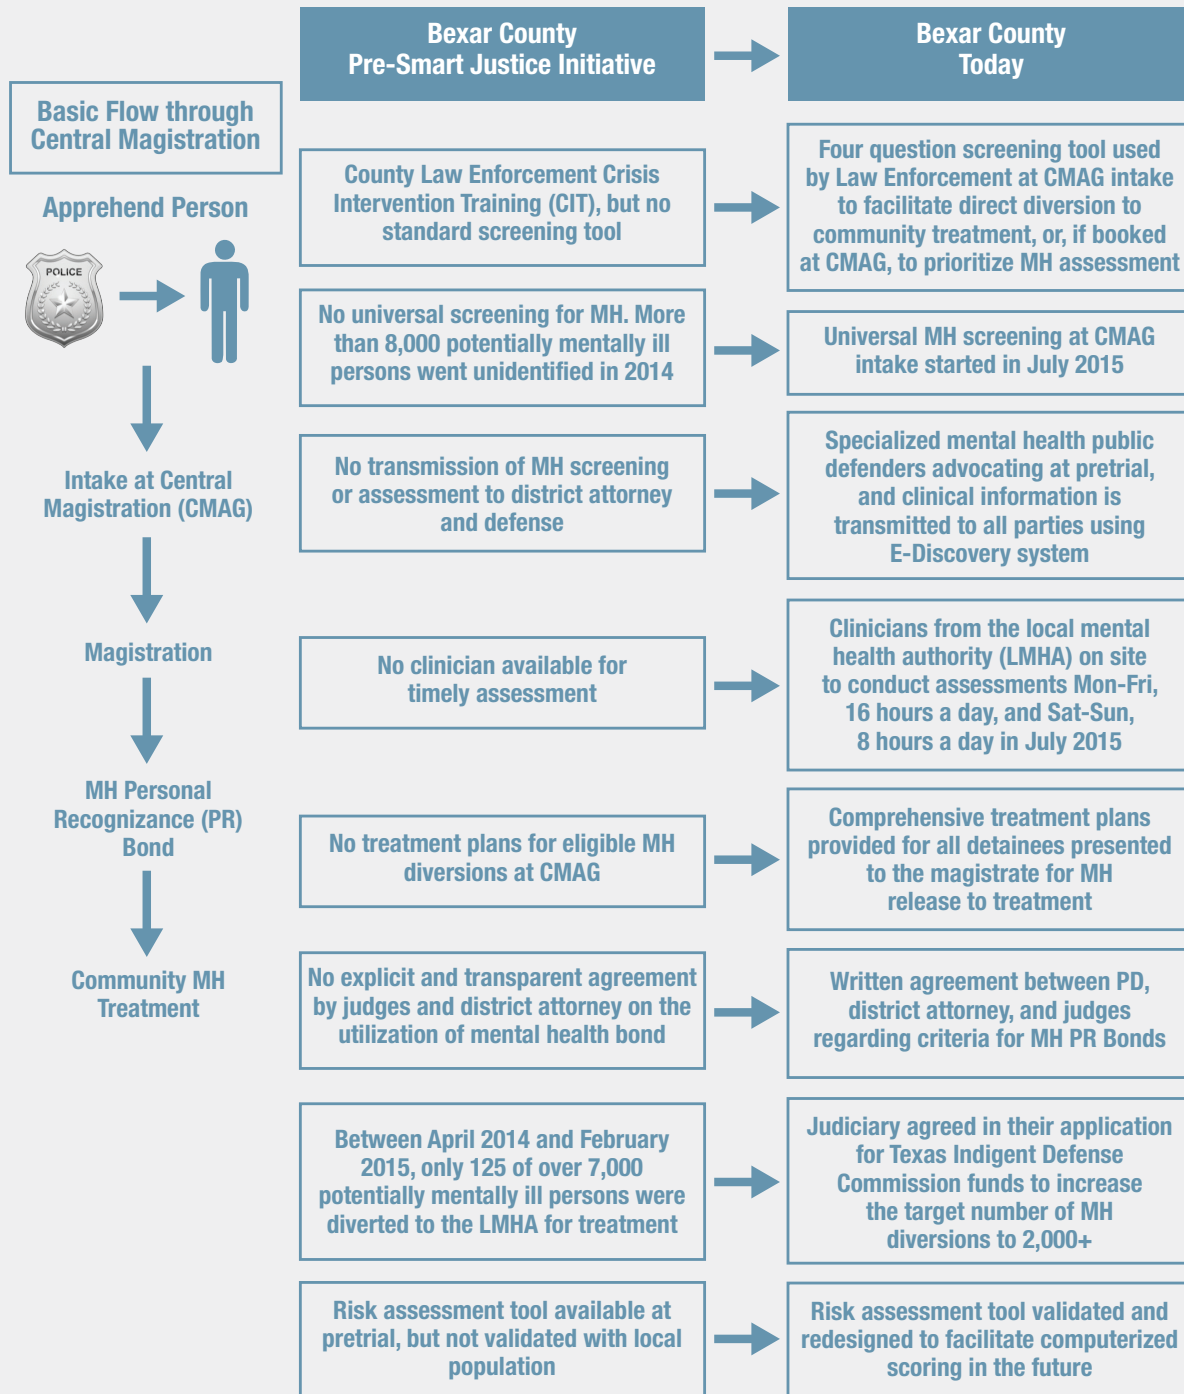 Bexar County
Pre-Smart Justice Initiative
Bexar County
Today
Basic Flow through
Central Magistration
Apprehend Person
POLICE
Intake at Central
Magistration (CMAG)
Magistration
MH Personal
Recognizance (PR)
Bond
Community MH
Treatment
County Law Enforcement Crisis
Intervention Training (CIT), but no
standard screening tool
Four question screening tool used
by Law Enforcement at CMAG intake
to facilitate direct diversion to
community treatment, or, if booked
at CMAG, to prioritize MH assessment
No universal screening for MH. More
than 8,000 potentially mentally ill
persons went unidentified in 2014
Universal MH screening at CMAG
intake started in July 2015
No transmission of MH screening
or assessment to district attorney
and defense
Specialized mental health public
defenders advocating at pretrial,
and clinical information is
transmitted to all parties using
E-Discovery system
No clinician available for
timely assessment
Clinicians from the local mental
health authority (LMHA) on site
to conduct assessments Mon-Fri,
16 hours a day, and Sat-Sun,
8 hours a day in July 2015
No treatment plans for eligible MH
diversions at CMAG
Comprehensive treatment plans
provided for all detainees presented
to the magistrate for MH
release to treatment
No explicit and transparent agreement
by judges and district attorney on the
utilization of mental health bond
Written agreement between PD,
district attorney, and judges
regarding criteria for MH PR Bonds
Between April 2014 and February
2015, only 125 of over 7,000
potentially mentally ill persons were
diverted to the LMHA for treatment
Judiciary agreed in their application
for Texas Indigent Defense
Commission funds to increase
the target number of MH
diversions to 2,000+
Risk assessment tool available at
pretrial, but not validated with local
population
Risk assessment tool validated and
redesigned to facilitate computerized
scoring in the future